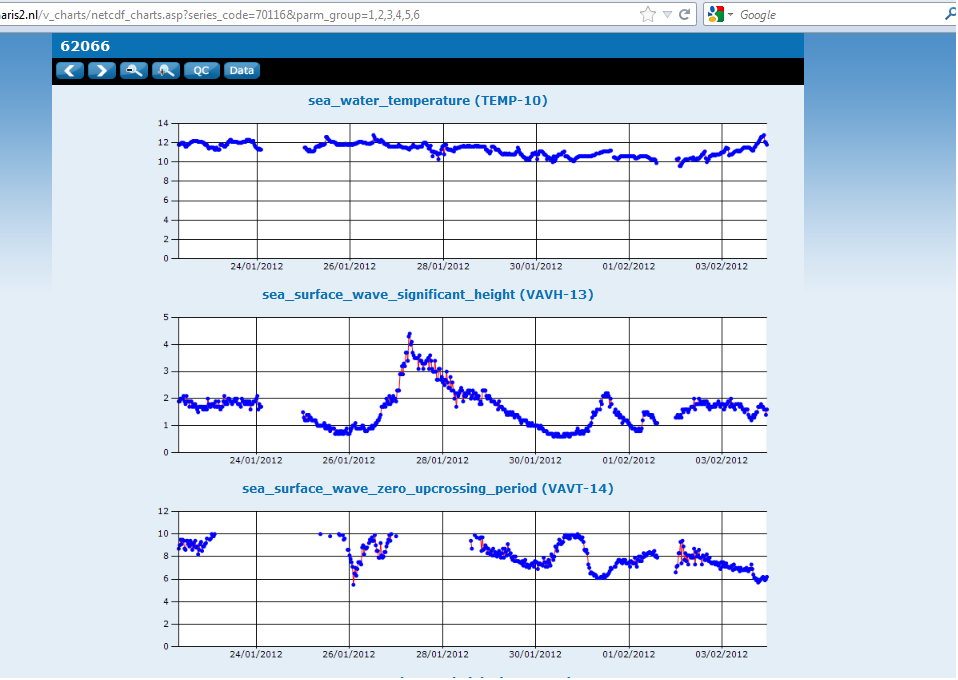 aris2.nl/v_charts/netcdf_charts.asp?series_code=70116&parm_group=1,2,3,4,5,6
Google
62066
QC Data
sea_water_temperature (TEMP-10)
14
12
10
8
6
4
2
0
24/01/2012 26/01/2012 28/01/2012 30/01/2012 01/02/2012 03/02/2012
sea_surface_wave_significant_height (VAVH-13)
5
4
3
2
1
0
24/01/2012 26/01/2012 28/01/2012 30/01/2012 01/02/2012 03/02/2012
sea_surface_wave_zero_upcrossing_period (VAVT-14)
12
10
8
6
4
2
0
24/01/2012 26/01/2012 28/01/2012 30/01/2012 01/02/2012 03/02/2012